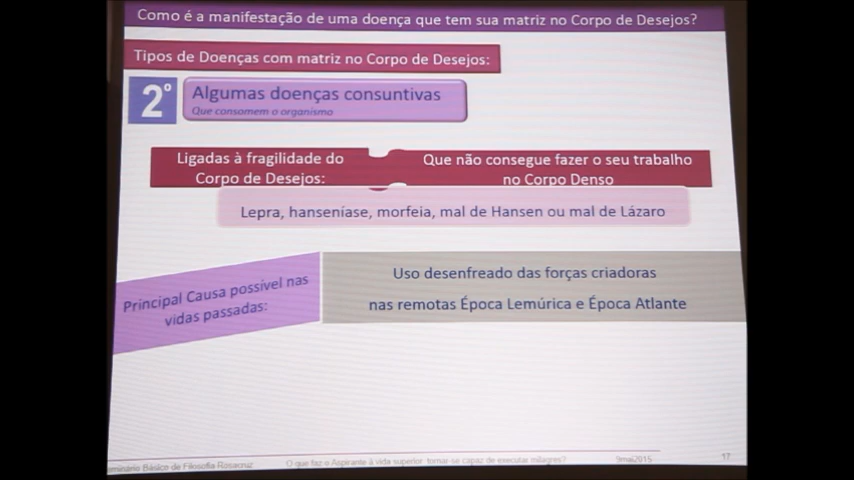 Como é a manifestação de uma doença que tem sua matriz no Corpo de Desejos?
Tipos de Doenças com matriz no Corpo de Desejos:
2º
Algumas doenças consuntivas
Que consomem o organismo
Ligadas à fragilidade do
Corpo de Desejos:
Que não consegue fazer o seu trabalho
no Corpo Denso
Lepra, hanseníase, morfeia, mal de Hansen ou mal de Lázaro
Principal Causa possível nas
vidas passadas:
Uso desenfreado das forças criadoras
nas remotas Época Lemúrica e Época Atlante
eminário Básico de Filosofia Rosacruz
O que faz o Aspirante à vida superior tornar-se capaz de executar milagres?
9mai2015
17